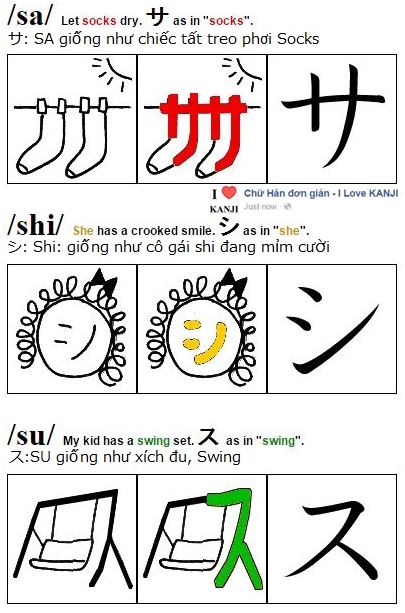 /sa/ Let socks dry. サ as in "socks".
サ: SA giống như chiếc tất treo phơi Socks
サ
I ❤ KANJI
Chữ Hán đơn giản - I Love KANJI
Just now ·
/shi/ She has a crooked smile. シ as in "she".
シ: Shi: giống như cô gái shi đang mỉm cười
シ シ シ
/su/ My kid has a swing set. ス as in "swing".
ス:SU giống như xích đu, Swing
ス